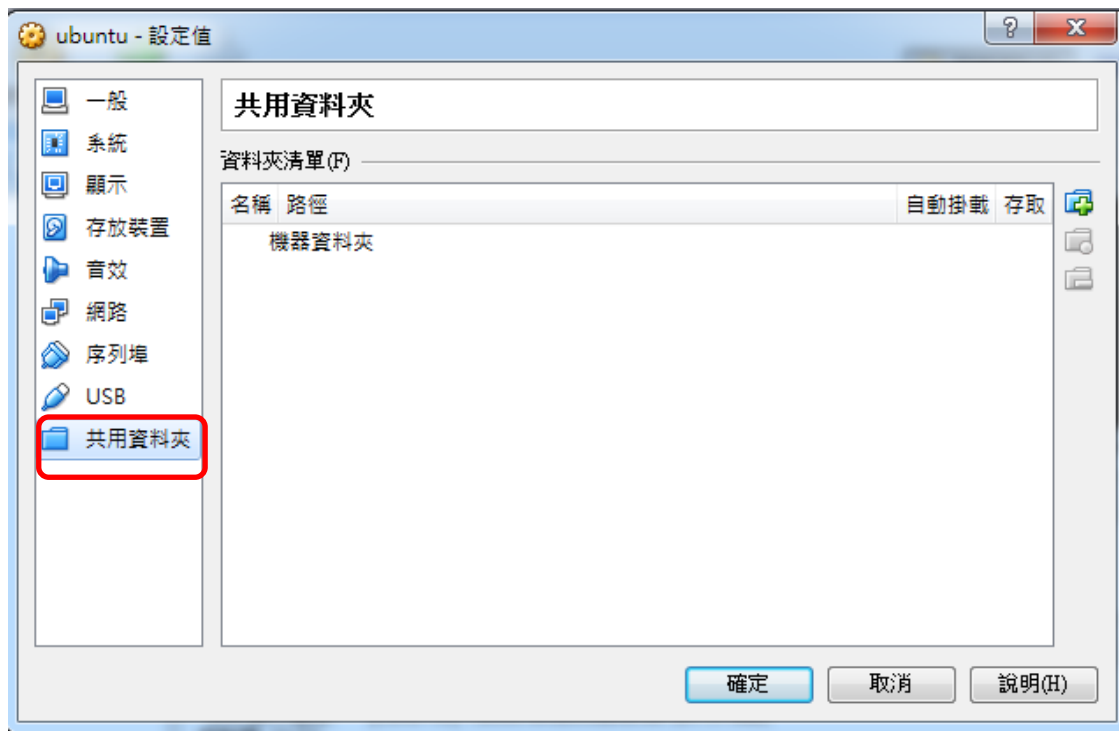 ubuntu - 設定值
一般
系統
顯示
存放裝置
音效
網路
序列埠
USB
共用資料夾
共用資料夾
資料夾清單(F)
名稱 路徑 自動掛載 存取
機器資料夾
確定 取消 說明(H)